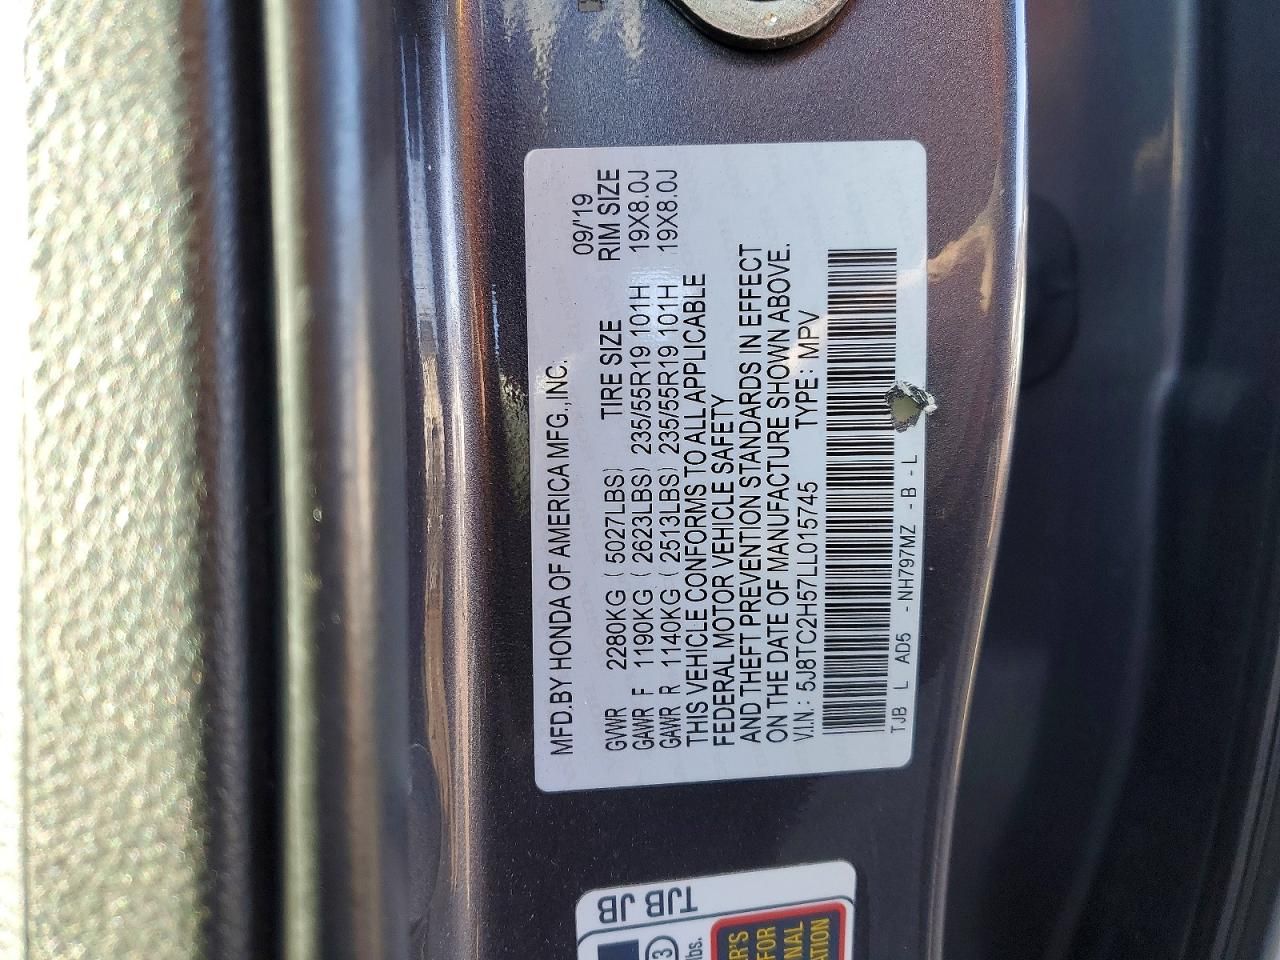 MFD.BY HONDA OF AMERICA MFG.,INC. 09/'19
GVWR 2280KG ( 5027LBS) TIRE SIZE RIM SIZE
GAWR F 1190KG ( 2623LBS) 235/55R19 101H 19X8.0J
GAWR R 1140KG ( 2513LBS) 235/55R19 101H 19X8.0J
THIS VEHICLE CONFORMS TO ALL APPLICABLE
FEDERAL MOTOR VEHICLE SAFETY
AND THEFT PREVENTION STANDARDS IN EFFECT
ON THE DATE OF MANUFACTURE SHOWN ABOVE.
V.I.N.: 5J8TC2H57LL015745 TYPE: MPV
TJB L AD5 - NH797MZ - B - L
TJB JB
3
lbs.